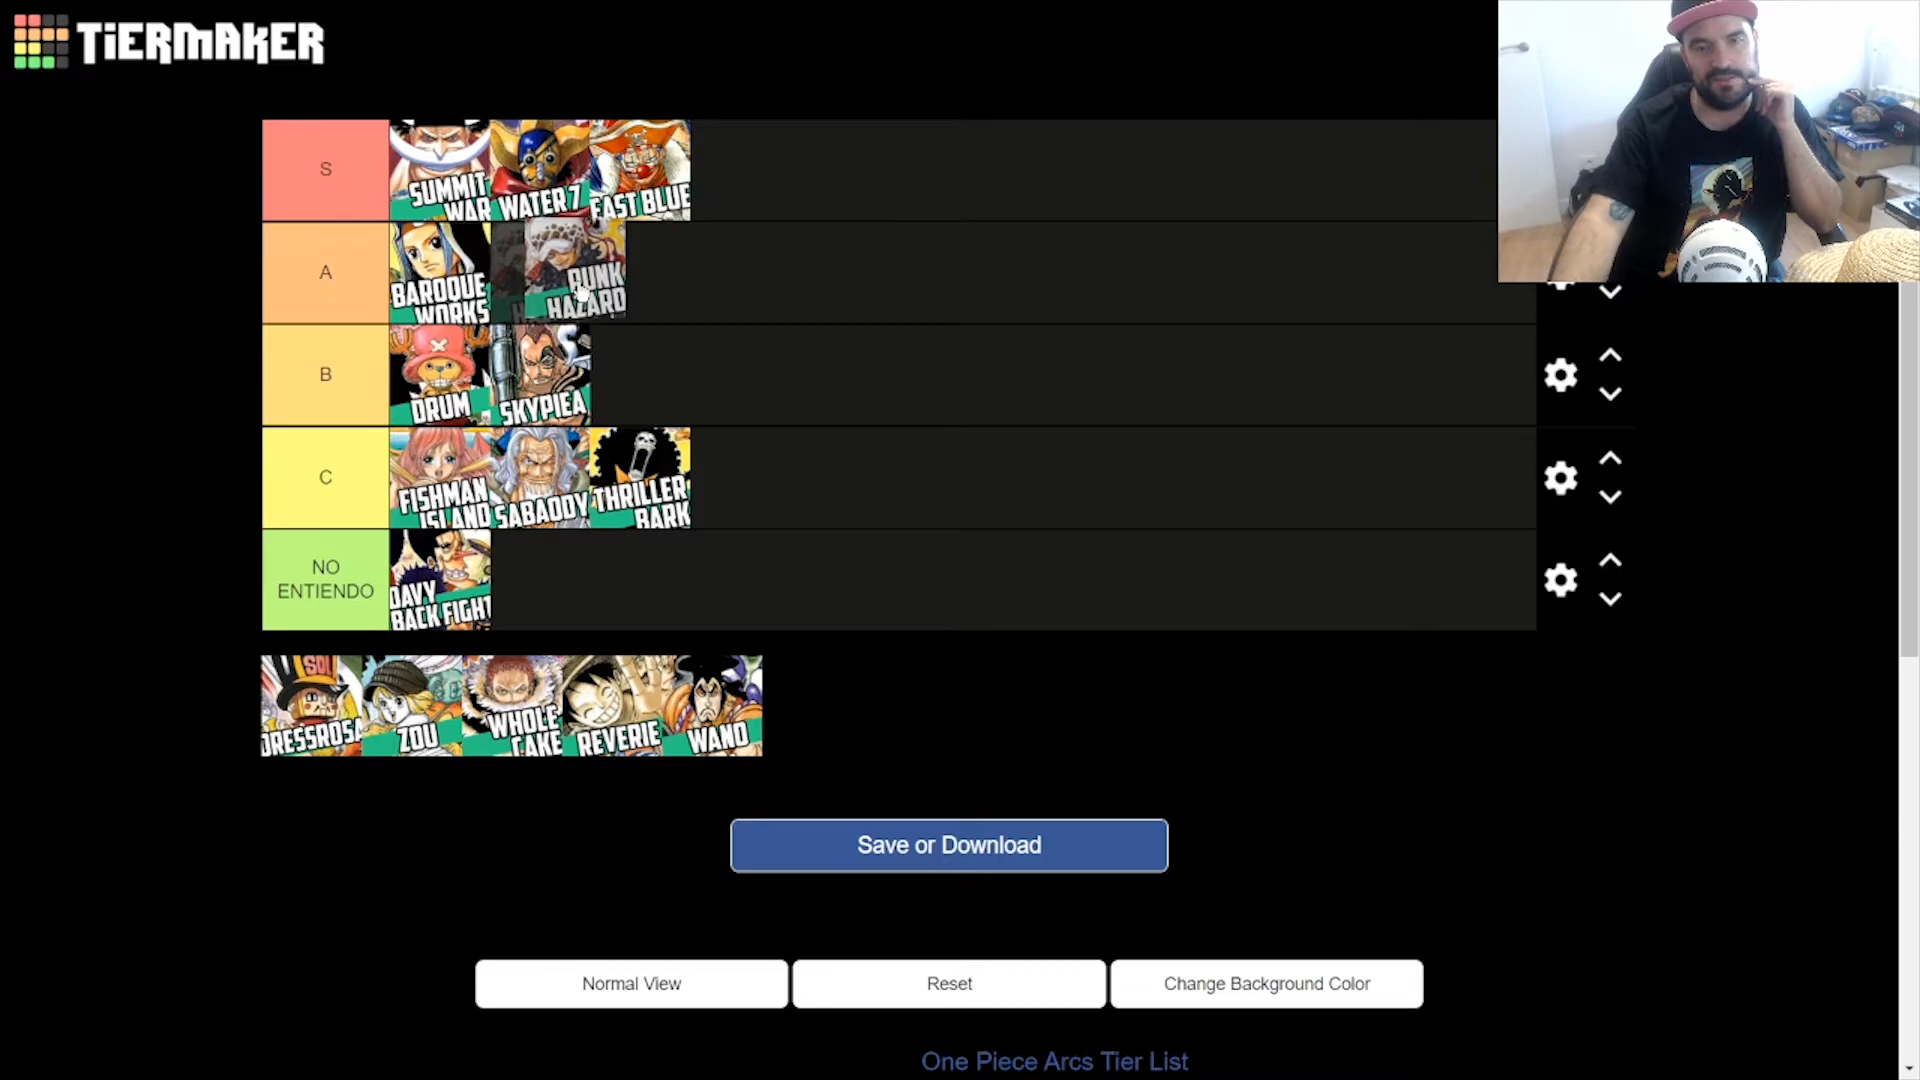 TiERMAKER
S
SUMMIT
WAR
WATER 7
EAST BLUE
A
BAROQUE
WORKS
PUNK
HAZARD
B
DRUM
SKYPIEA
C
FISHMAN
ISLAND
SABAODY
THRILLER
BARK
NO
ENTIENDO
DAVY
BACK FIGHT
SOL
DRESSROSA
ZOU
WHOLE
CAKE
REVERIE
WANO
Save or Download
Normal View
Reset
Change Background Color
One Piece Arcs Tier List